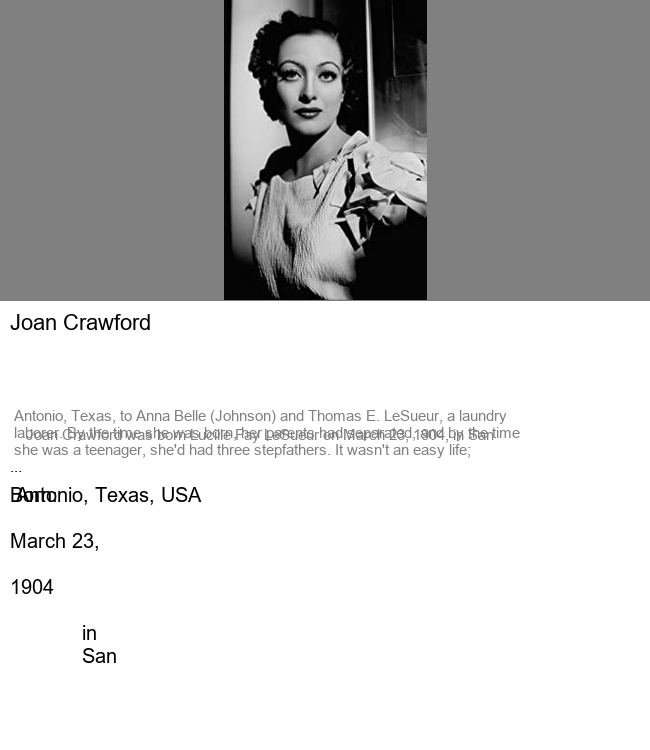 Joan Crawford
Antonio, Texas, to Anna Belle (Johnson) and Thomas E. LeSueur, a laundry
laborer. By the time she was born, her parents had separated, and by the time
Joan Crawford was born Lucille Fay LeSueur on March 23, 1904, in San
she was a teenager, she'd had three stepfathers. It wasn't an easy life;
...
Born:
Antonio, Texas, USA
March 23,
1904
in
San